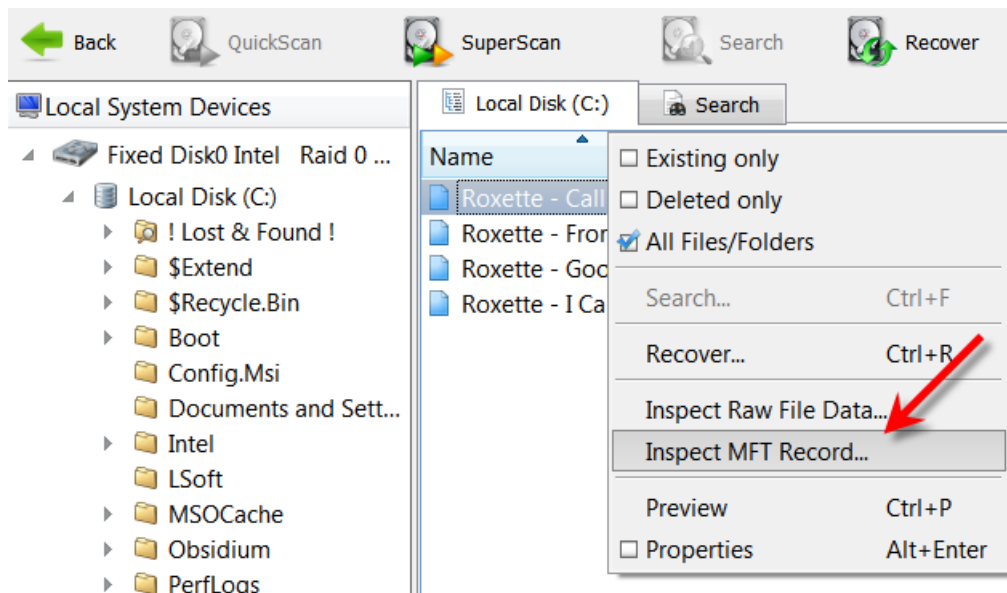 Back QuickScan SuperScan Search Recover
Local System Devices
Fixed Disk0 Intel Raid 0 ...
Local Disk (C:)
! Lost & Found !
$Extend
$Recycle.Bin
Boot
Config.Msi
Documents and Sett...
Intel
LSoft
MSOCache
Obsidium
PerfLogs
Local Disk (C:) Search
Name
Roxette - Call
Roxette - Fror
Roxette - Goo
Roxette - I Ca
Existing only
Deleted only
All Files/Folders
Search... Ctrl+F
Recover... Ctrl+R
Inspect Raw File Data...
Inspect MFT Record...
Preview Ctrl+P
Properties Alt+Enter